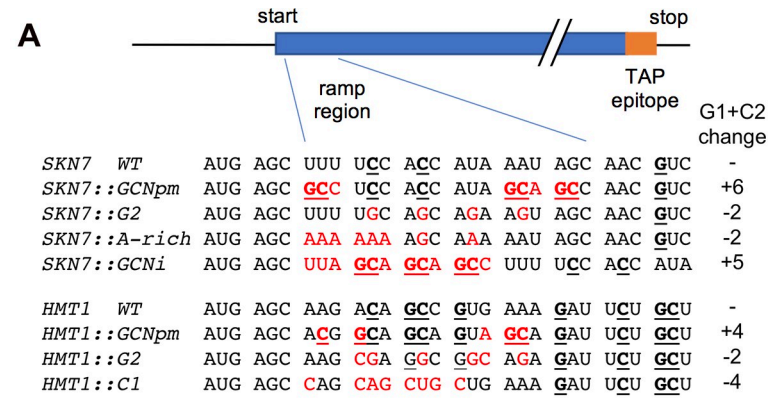 A
start
stop
ramp
region
TAP
epitope
G1+C2
change
SKN7 WT AUG AGC UUU UCC ACC AUA AAU AGC AAC GUC -
SKN7::GCNpm AUG AGC GCC UCC ACC AUA GCA GCC AAC GUC +6
SKN7::G2 AUG AGC UUU UGC AGC AGA AGU AGC AAC GUC -2
SKN7::A-rich AUG AGC AAA AAA AGC AAA AAU AGC AAC GUC -2
SKN7::GCNi AUG AGC UUA GCA GCA GCC UUU UCC ACC AUA +5
HMT1 WT AUG AGC AAG ACA GCC GUG AAA GAU UCU GCU -
HMT1::GCNpm AUG AGC ACG GCA GCA GUA GCA GAU UCU GCU +4
HMT1::G2 AUG AGC AAG CGA GGC GGC AGA GAU UCU GCU -2
HMT1::C1 AUG AGC CAG CAG CUG CUG AAA GAU UCU GCU -4